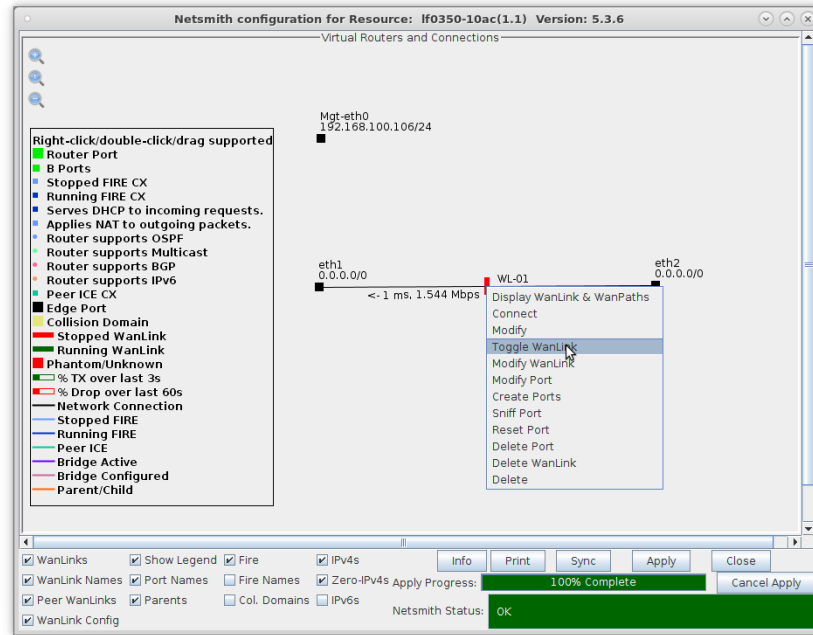 Netsmith configuration for Resource: lf0350-10ac(1.1) Version: 5.3.6
Virtual Routers and Connections
Mgt-eth0
192.168.100.106/24
Right-click/double-click/drag supported
Router Port
B Ports
Stopped FIRE CX
Running FIRE CX
Serves DHCP to incoming requests.
Applies NAT to outgoing packets.
Router supports OSPF
Router supports Multicast
Router supports BGP
Router supports IPv6
Peer ICE CX
Edge Port
Collision Domain
Stopped WanLink
Running WanLink
Phantom/Unknown
% TX over last 3s
% Drop over last 60s
Network Connection
Stopped FIRE
Running FIRE
Peer ICE
Bridge Active
Bridge Configured
Parent/Child
eth1
0.0.0.0/0
<- 1 ms, 1.544 Mbps
WL-01
eth2
0.0.0.0/0
Display WanLink & WanPaths
Connect
Modify
Toggle WanLink
Modify WanLink
Modify Port
Create Ports
Sniff Port
Reset Port
Delete Port
Delete WanLink
Delete
WanLinks Show Legend Fire IPv4s Info Print Sync Apply Close
WanLink Names Port Names Fire Names Zero-IPv4s Apply Progress: 100% Complete Cancel Apply
Peer WanLinks Parents Col. Domains IPv6s Netsmith Status: OK
WanLink Config